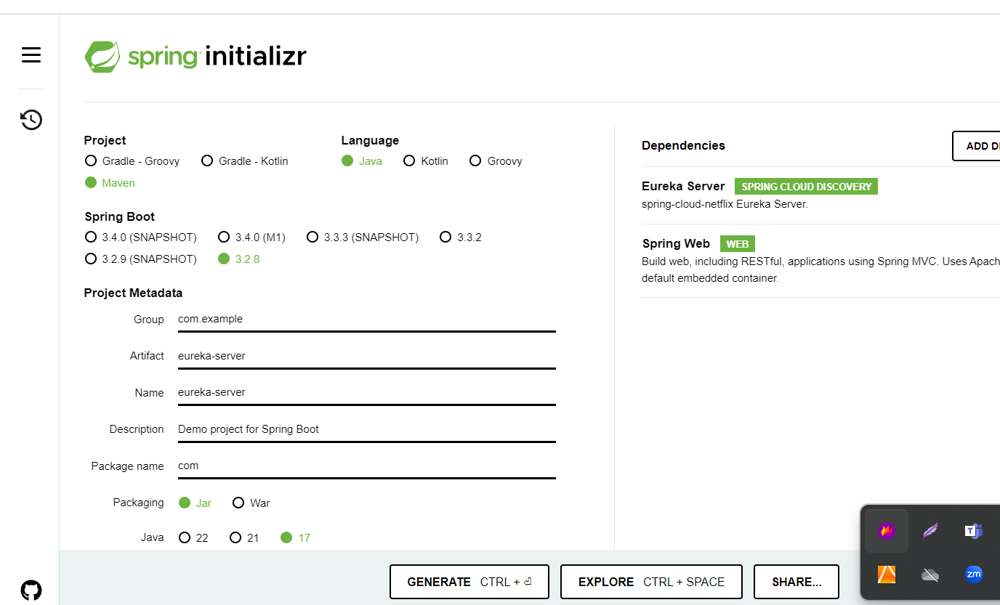 spring initializr
Project
Gradle - Groovy Gradle - Kotlin
Maven
Language
Java Kotlin Groovy
Spring Boot
3.4.0 (SNAPSHOT) 3.4.0 (M1) 3.3.3 (SNAPSHOT) 3.3.2
3.2.9 (SNAPSHOT) 3.2.8
Project Metadata
Group com.example
Artifact eureka-server
Name eureka-server
Description Demo project for Spring Boot
Package name com
Packaging Jar War
Java 22 21 17
Dependencies
ADD
Eureka Server SPRING CLOUD DISCOVERY
spring-cloud-netflix Eureka Server.
Spring Web WEB
Build web, including RESTful, applications using Spring MVC. Uses Apach
default embedded container.
GENERATE CTRL + ⏎
EXPLORE CTRL + SPACE
SHARE...
T
zm